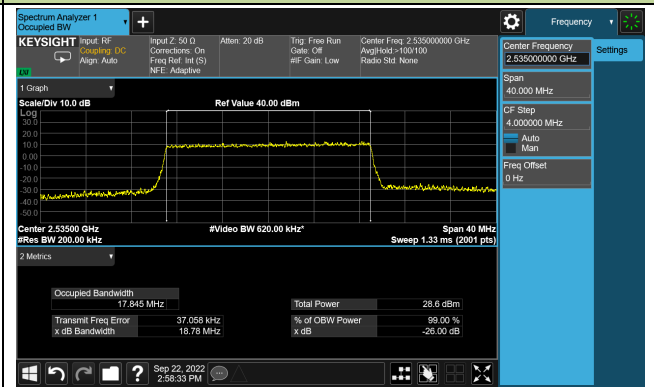 Spectrum Analyzer 1
Occupied BW
Frequency
KEYSIGHT
Input: RF
Coupling: DC
Align: Auto
Input Z: 50 Ω
Corrections: On
Freq Ref: Int (S)
NFE: Adaptive
Atten: 20 dB
Trig: Free Run
Gate: Off
#IF Gain: Low
Center Freq: 2.535000000 GHz
Avg|Hold:>100/100
Radio Std: None
Center Frequency
2.535000000 GHz
Settings
Span
40.000 MHz
CF Step
4.000000 MHz
Auto
Man
Freq Offset
0 Hz
1 Graph
Scale/Div 10.0 dB
Ref Value 40.00 dBm
Log
30.0
20.0
10.0
0.00
-10.0
-20.0
-30.0
-40.0
-50.0
Center 2.53500 GHz
#Video BW 620.00 kHz*
Span 40 MHz
#Res BW 200.00 kHz
Sweep 1.33 ms (2001 pts)
2 Metrics
Occupied Bandwidth
17.845 MHz
Total Power 28.6 dBm
Transmit Freq Error 37.058 kHz
% of OBW Power 99.00 %
x dB Bandwidth 18.78 MHz
x dB -26.00 dB
?
Sep 22, 2022
2:58:33 PM